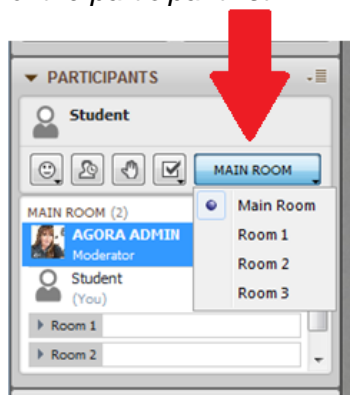 PARTICIPANTS
Student
MAIN ROOM
Main Room
Room 1
Room 2
Room 3
MAIN ROOM (2)
AGORA ADMIN
Moderator
Student
(You)
Room 1
Room 2